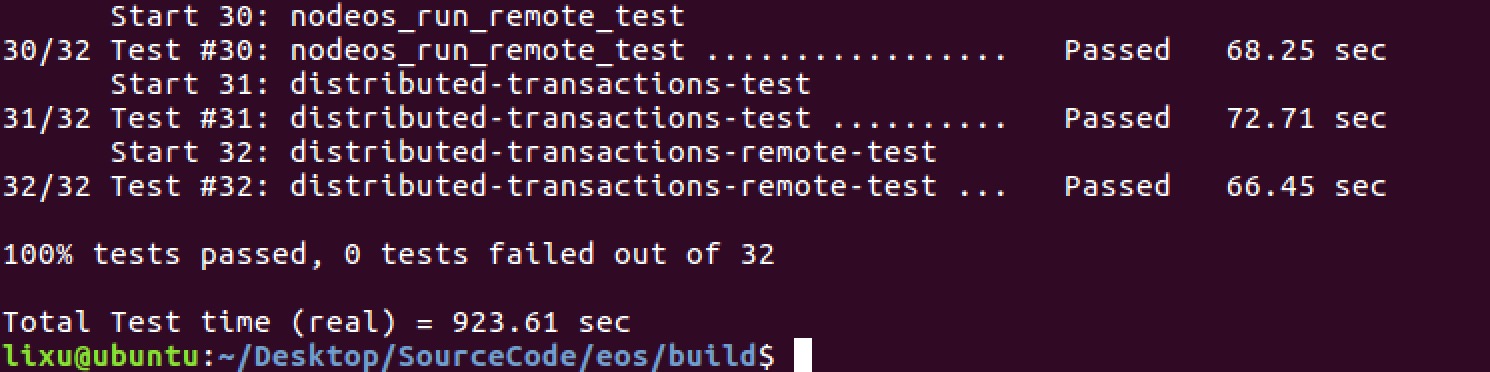 Start 30: nodeos_run_remote_test
30/32 Test #30: nodeos_run_remote_test .................   Passed   68.25 sec
Start 31: distributed-transactions-test
31/32 Test #31: distributed-transactions-test ..........   Passed   72.71 sec
Start 32: distributed-transactions-remote-test
32/32 Test #32: distributed-transactions-remote-test ...   Passed   66.45 sec
100% tests passed, 0 tests failed out of 32
Total Test time (real) = 923.61 sec
lixu@ubuntu:~/Desktop/SourceCode/eos/build$